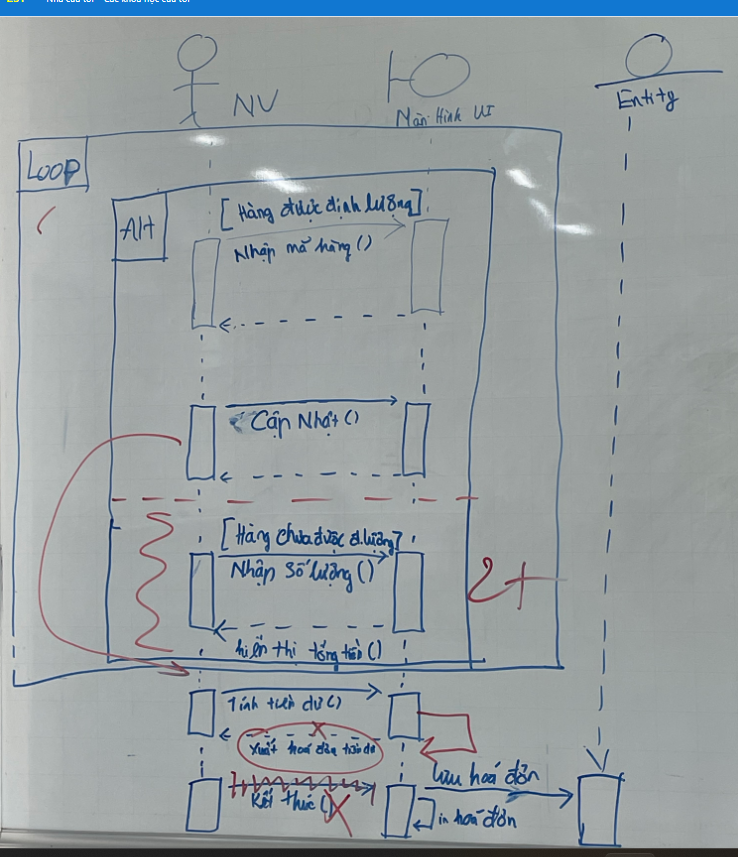 NV
Màn Hình UI
Entity
LOOP
Alt
[Hàng được định lượng]
Nhập mã hàng ()
Cập Nhật ()
[Hàng chưa được đ.lượng]
Nhập Số lượng ()
2+
hiển thị tổng tiền ()
Tính tiền dư ()
X
xuất hoá đơn tiền dư
Lưu hoá đơn
Kết thúc ()
X
in hoá đơn